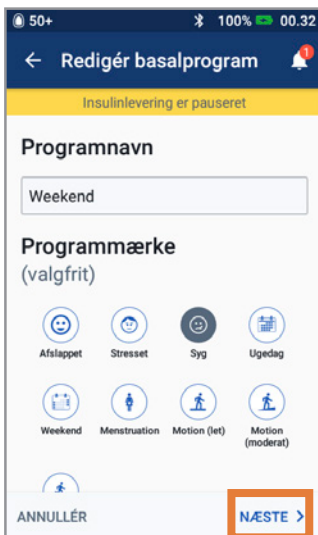 50+ 100% 00.32
Redigér basalprogram 1
Insulinlevering er pauseret
Programnavn
Weekend
Programmærke
(valgfrit)
Afslappet Stresset Syg Ugedag
Weekend Menstruation Motion (let) Motion
(moderat)
ANNULLÉR NÆSTE